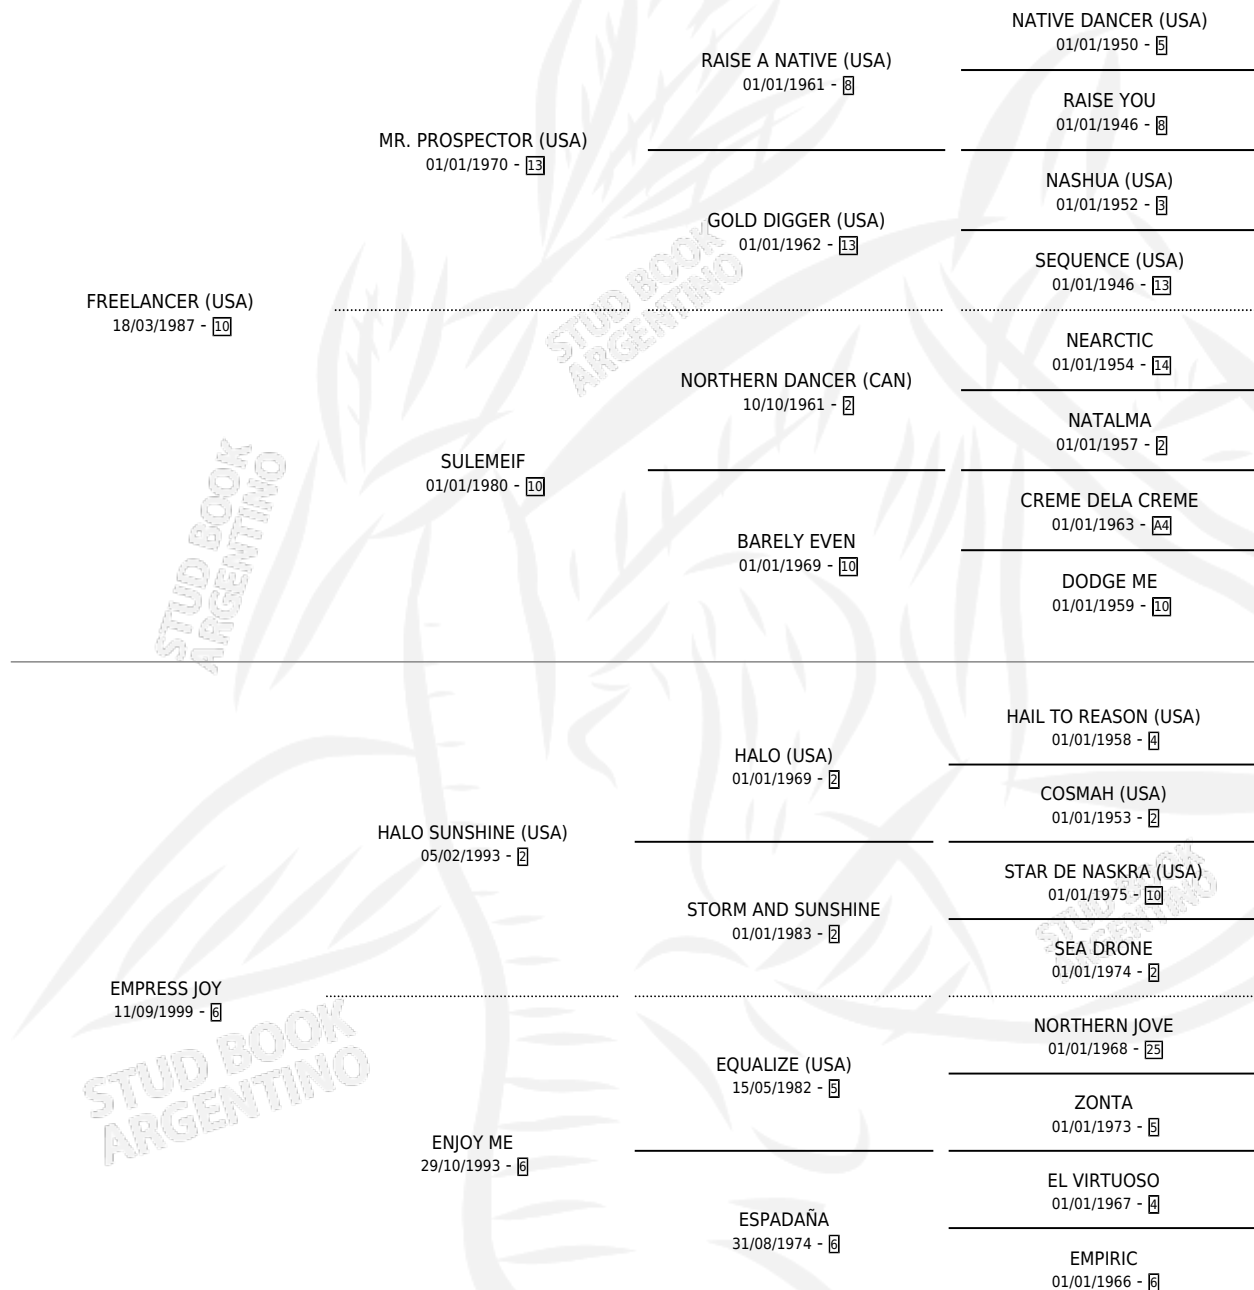 NATIVE DANCER (USA)
01/01/1950 - 5
RAISE A NATIVE (USA)
01/01/1961 - 8
RAISE YOU
01/01/1946 - 8
MR. PROSPECTOR (USA)
01/01/1970 - 13
NASHUA (USA)
01/01/1952 - 3
GOLD DIGGER (USA)
01/01/1962 - 13
SEQUENCE (USA)
01/01/1946 - 13
FREELANCER (USA)
18/03/1987 - 10
NEARCTIC
01/01/1954 - 14
NORTHERN DANCER (CAN)
10/10/1961 - 2
NATALMA
01/01/1957 - 2
SULEMEIF
01/01/1980 - 10
CREME DELA CREME
01/01/1963 - A4
BARELY EVEN
01/01/1969 - 10
DODGE ME
01/01/1959 - 10
HAIL TO REASON (USA)
01/01/1958 - 4
HALO (USA)
01/01/1969 - 2
COSMAH (USA)
01/01/1953 - 2
HALO SUNSHINE (USA)
05/02/1993 - 2
STAR DE NASKRA (USA)
01/01/1975 - 10
STORM AND SUNSHINE
01/01/1983 - 2
SEA DRONE
01/01/1974 - 2
EMPRESS JOY
11/09/1999 - 6
NORTHERN JOVE
01/01/1968 - 25
EQUALIZE (USA)
15/05/1982 - 5
ZONTA
01/01/1973 - 5
ENJOY ME
29/10/1993 - 6
EL VIRTUOSO
01/01/1967 - 4
ESPADAÑA
31/08/1974 - 6
EMPIRIC
01/01/1966 - 6
STUD BOOK
ARGENTINO
STUD BOOK
ARGENTINO
STUD BOOK
ARGENTINO
STUD BOOK
ARGENTINO